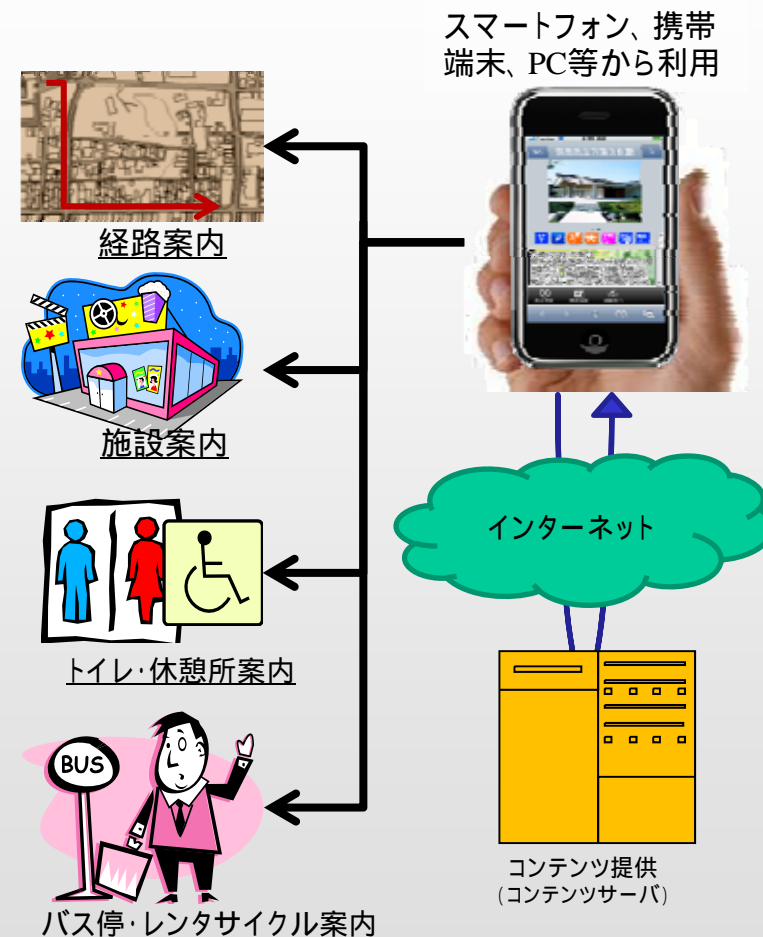 スマートフォン、携帯
端末、PC等から利用
経路案内
施設案内
トイレ・休憩所案内
BUS
バス停・レンタサイクル案内
インターネット
コンテンツ提供
(コンテンツサーバ)